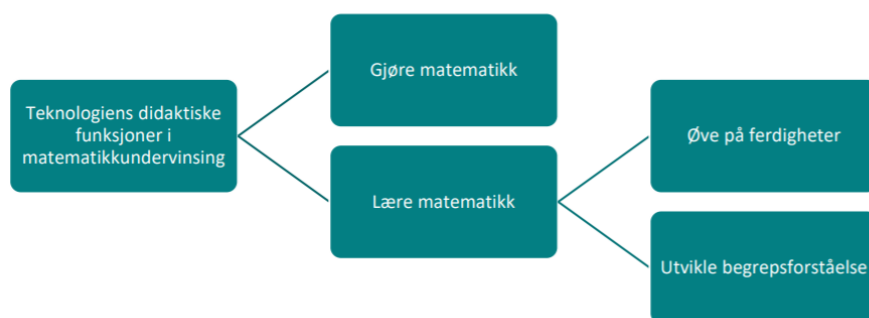 Gjøre matematikk
Teknologiens didaktiske
funksjoner i
matematikkundervinsing
Lære matematikk
Øve på ferdigheter
Utvikle begrepsforståelse